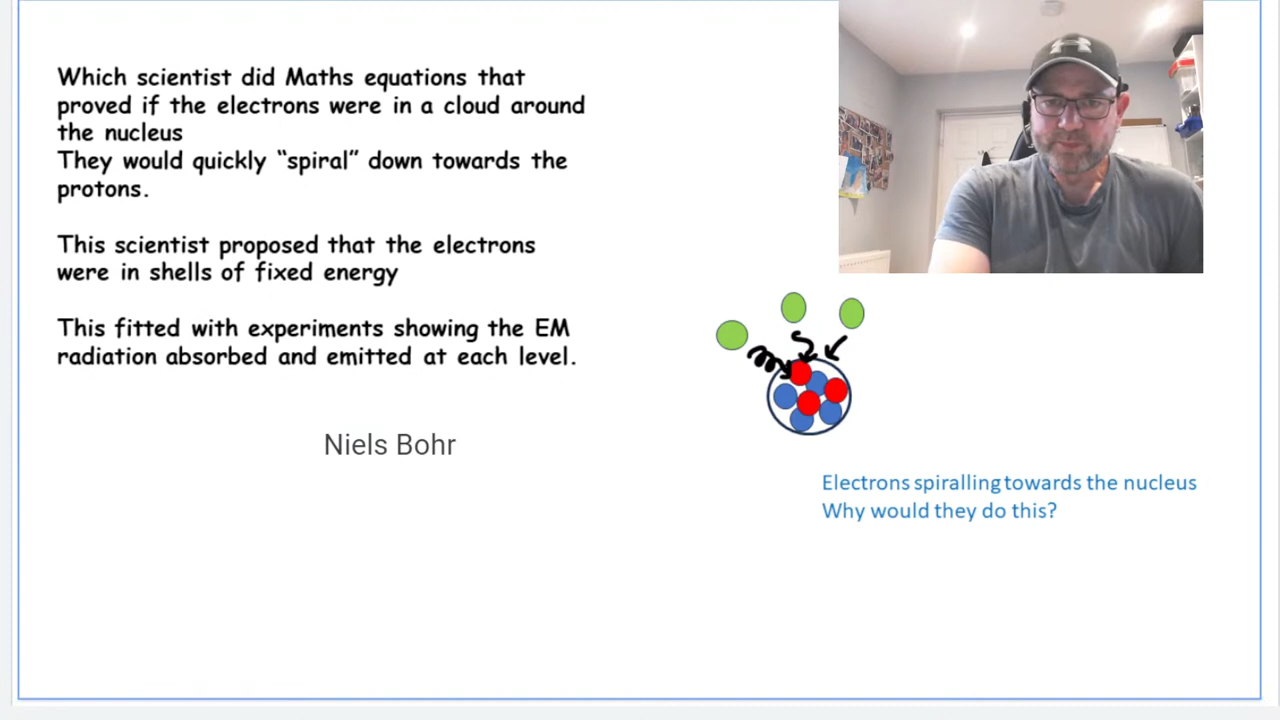 Which scientist did Maths equations that
proved if the electrons were in a cloud around
the nucleus
They would quickly “spiral” down towards the
protons.
This scientist proposed that the electrons
were in shells of fixed energy
This fitted with experiments showing the EM
radiation absorbed and emitted at each level.
Niels Bohr
Electrons spiralling towards the nucleus
Why would they do this?